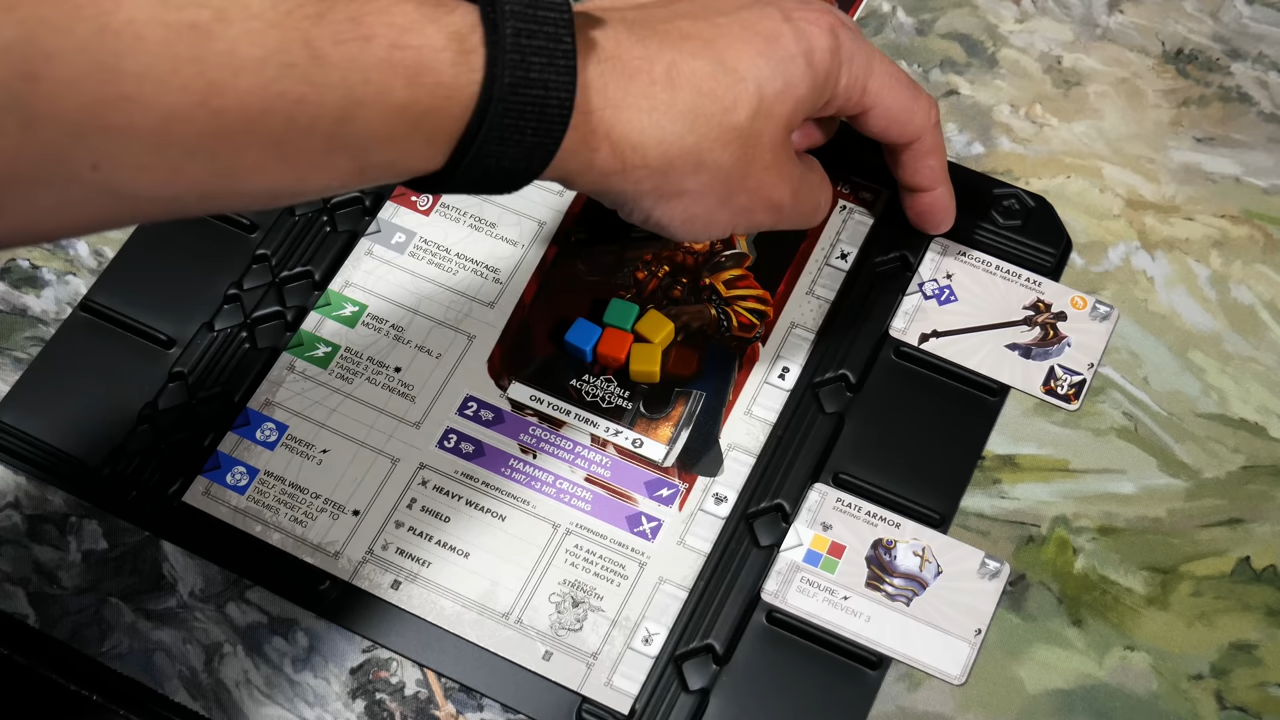 BATTLE FOCUS:
FOCUS 1 AND CLEANSE 1
P
TACTICAL ADVANTAGE:
WHENEVER YOU ROLL 16+
SELF SHIELD 2
FIRST AID:
MOVE 3; SELF, HEAL 2
BULL RUSH:
MOVE 3; UP TO TWO
TARGET ADJ ENEMIES,
2 DMG
DIVERT:
PREVENT 3
WHIRLWIND OF STEEL:
SELF, SHIELD 2; UP TO
TWO TARGET ADJ
ENEMIES, 1 DMG
16
AVAILABLE
ACTION CUBES
ON YOUR TURN: 3 + 2
2
CROSSED PARRY:
SELF, PREVENT ALL DMG
3
HAMMER CRUSH:
+3 HIT/ +3 HIT, +2 DMG
:: HERO PROFICIENCIES ::
HEAVY WEAPON
SHIELD
PLATE ARMOR
TRINKET
:: EXPENDED CUBES BOX ::
AS AN ACTION,
YOU MAY EXPEND
1 AC TO MOVE 3
PATH OF
STRENGTH
JAGGED BLADE AXE
STARTING GEAR: HEAVY WEAPON
3
PLATE ARMOR
STARTING GEAR
ENDURE:
SELF, PREVENT 3